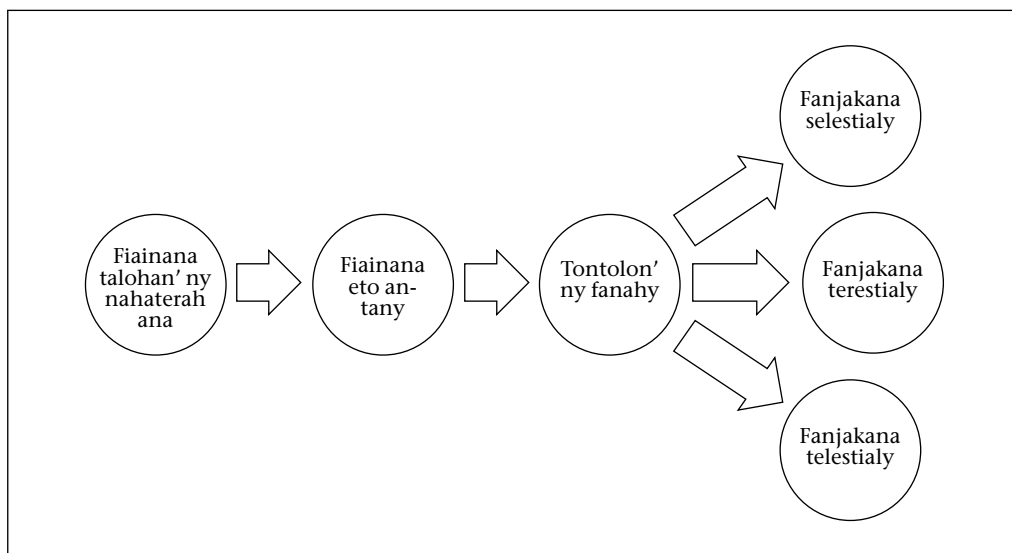 Fiainana
talohan’ ny
nahaterah
ana
Fiainana
eto an-
tany
Tontolon’
ny fanahy
Fanjakana
selestialy
Fanjakana
terestialy
Fanjakana
telestialy